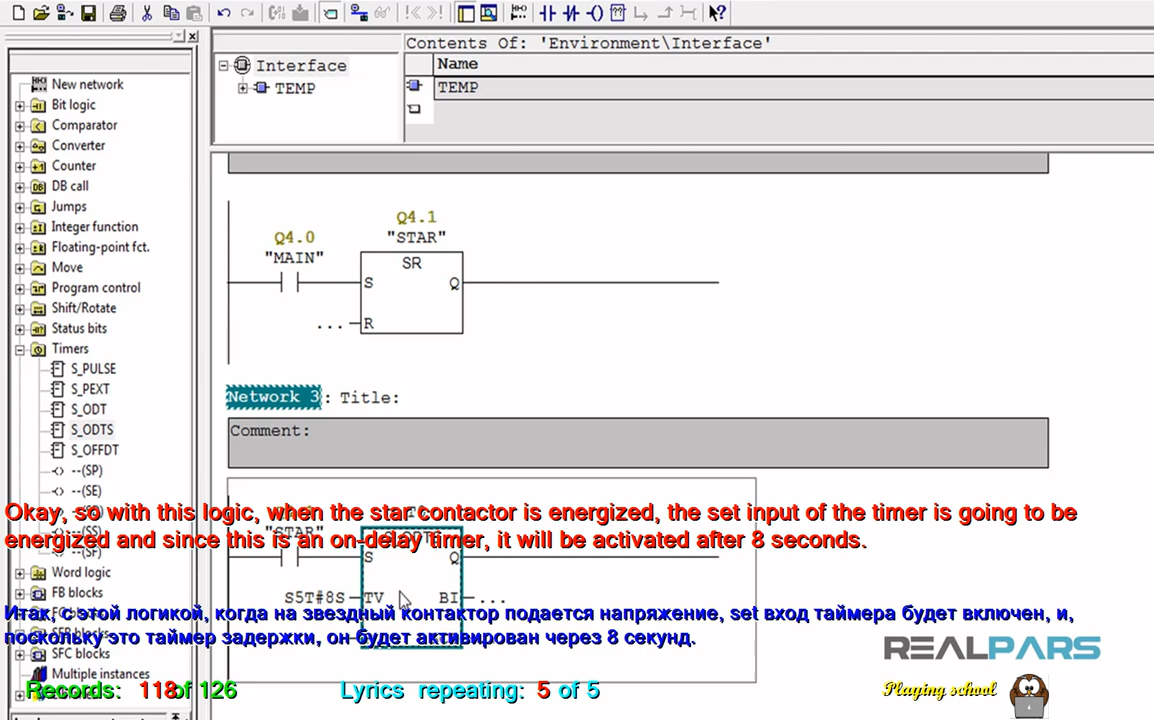 Contents Of: 'Environment\Interface'
Interface
Name
TEMP
TEMP
New network
Bit logic
Comparator
Converter
Counter
DB call
Jumps
Integer function
Floating-point fct.
Move
Program control
Shift/Rotate
Status bits
Timers
S_PULSE
S_PEXT
S_ODT
S_ODTS
S_OFFDT
--(SP)
--(SE)
Word logic
FB blocks
SFC blocks
Multiple instances
Q4.1
Q4.0
"STAR"
"MAIN"
SR
S
Q
...
R
Network 3: Title:
Comment:
Okay, so with this logic, when the star contactor is energized, the set input of the timer is going to be
energized and since this is an on-delay timer, it will be activated after 8 seconds.
"STAR"
S
Q
S5T#8S
TV
BI
...
Итак, с этой логикой, когда на звездный контактор подается напряжение, set вход таймера будет включен, и,
поскольку это таймер задержки, он будет активирован через 8 секунд.
REALPARS
Records: 118 of 126
Lyrics repeating: 5 of 5
Playing school